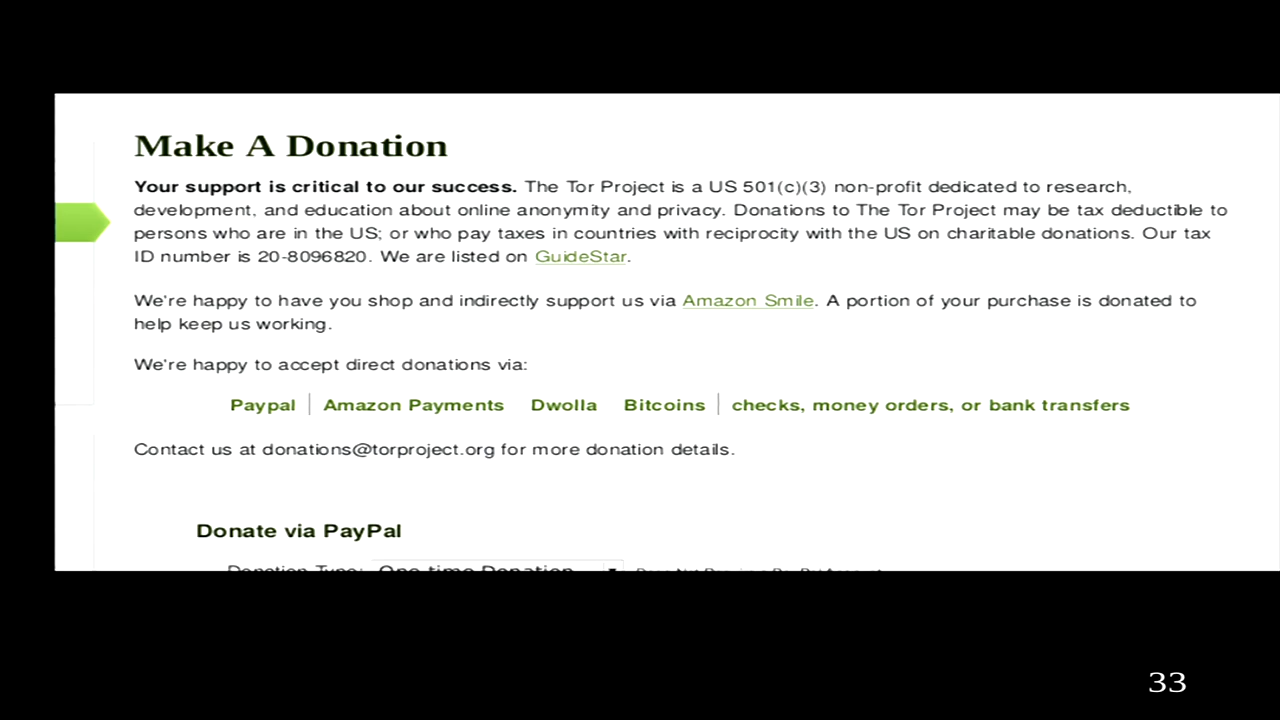 Make A Donation
Your support is critical to our success. The Tor Project is a US 501(c)(3) non-profit dedicated to research,
development, and education about online anonymity and privacy. Donations to The Tor Project may be tax deductible to
persons who are in the US; or who pay taxes in countries with reciprocity with the US on charitable donations. Our tax
ID number is 20-8096820. We are listed on GuideStar.
We're happy to have you shop and indirectly support us via Amazon Smile. A portion of your purchase is donated to
help keep us working.
We're happy to accept direct donations via:
Paypal Amazon Payments Dwolla Bitcoins checks, money orders, or bank transfers
Contact us at donations@torproject.org for more donation details.
Donate via PayPal
Donation Type: One-time Donation
33